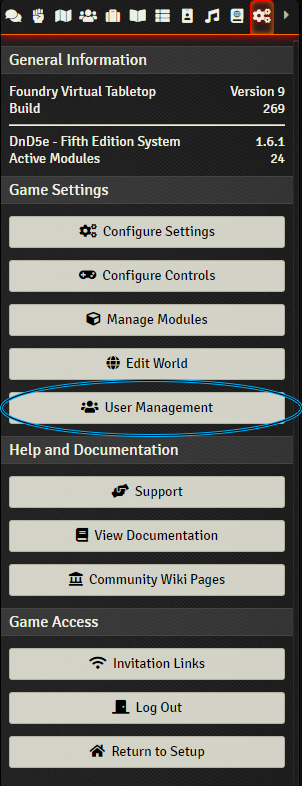 General Information
Foundry Virtual Tabletop Version 9
Build 269
DnD5e - Fifth Edition System 1.6.1
Active Modules 24
Game Settings
Configure Settings
Configure Controls
Manage Modules
Edit World
User Management
Help and Documentation
Support
View Documentation
Community Wiki Pages
Game Access
Invitation Links
Log Out
Return to Setup